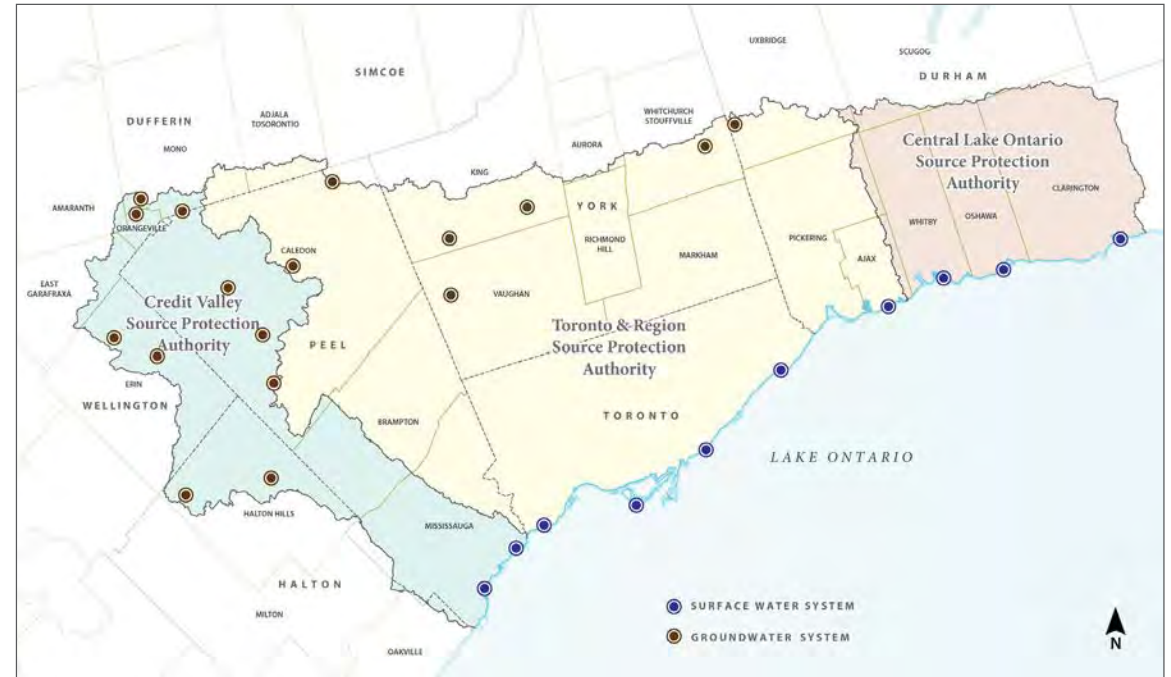 UXBRIDGE
SCUGOG
SIMCOE
DURHAM
DUFFERIN
ADJALA
TOSORONTIO
WHITCHURCH
STOUFFVILLE
MONO
AURORA
Central Lake Ontario
Source Protection
Authority
KING
CLARINGTON
AMARANTH
ORANGEVILLE
YORK
WHITBY
OSHAWA
RICHMOND
HILL
PICKERING
CALEDON
MARKHAM
AJAX
EAST
GARAFRAXA
VAUGHAN
Credit Valley
Source Protection
Authority
Toronto & Region
Source Protection
Authority
PEEL
ERIN
WELLINGTON
BRAMPTON
TORONTO
LAKE ONTARIO
HALTON HILLS
MISSISSAUGA
HALTON
MILTON
OAKVILLE
SURFACE WATER SYSTEM
GROUNDWATER SYSTEM
N